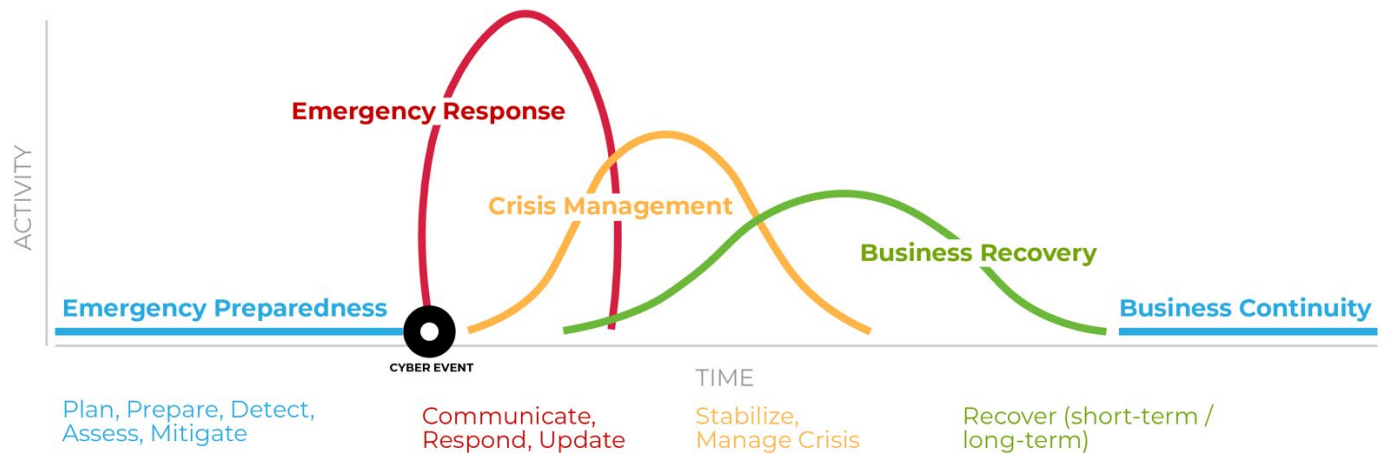 ACTIVITY
Emergency Response
Crisis Management
Business Recovery
Emergency Preparedness
Business Continuity
CYBER EVENT
TIME
Plan, Prepare, Detect,
Assess, Mitigate
Communicate,
Respond, Update
Stabilize,
Manage Crisis
Recover (short-term /
long-term)